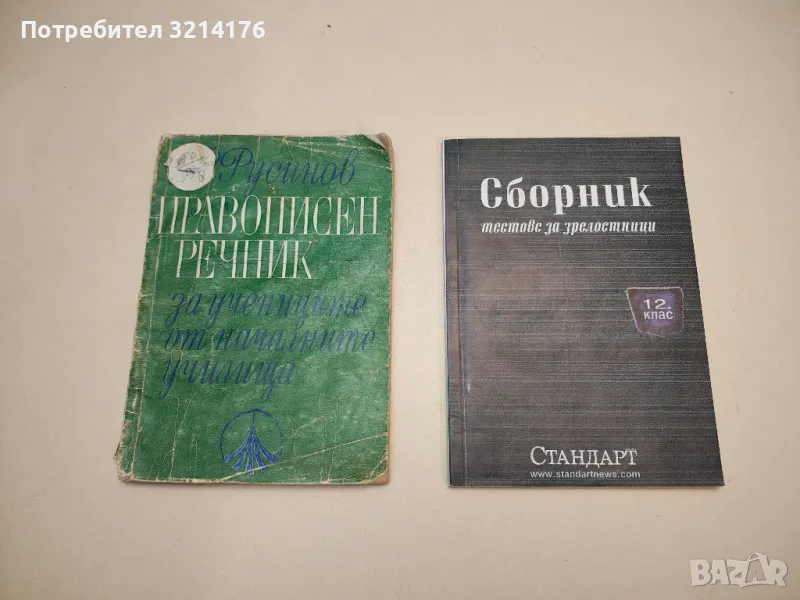 Потребител 3214176
Русинов
ПРАВОПИСЕН
РЕЧНИК
за учениците
от началните
училища
Сборник
тестове за зрелостници
12.
клас
СТАНДАРТ
www.standartnews.com
BAZAR